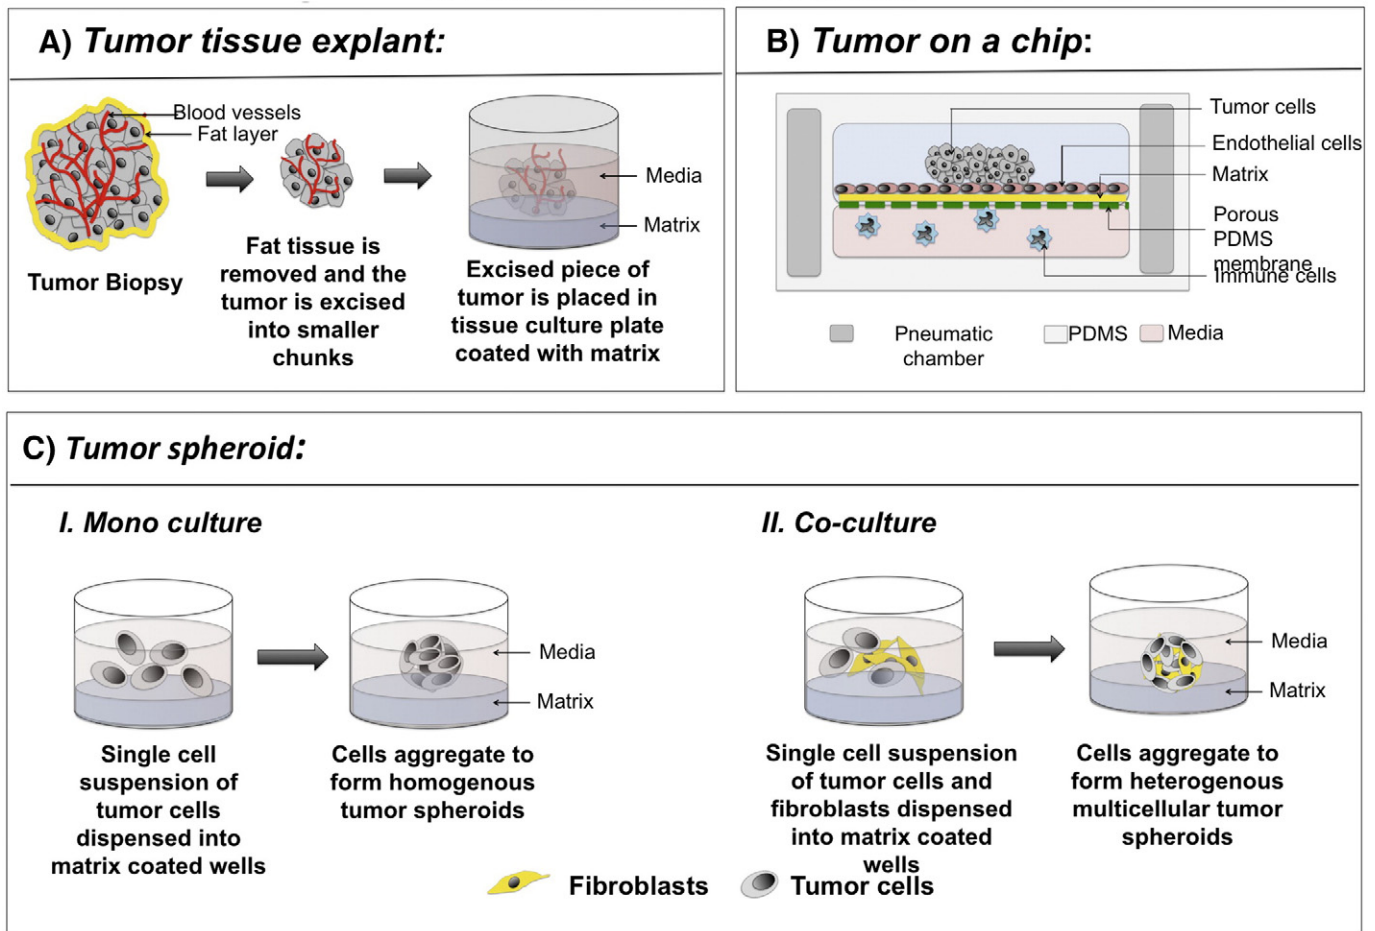 A) Tumor tissue explant:
Blood vessels
Fat layer
Tumor Biopsy
Fat tissue is
removed and the
tumor is excised
into smaller
chunks
Media
Matrix
Excised piece of
tumor is placed in
tissue culture plate
coated with matrix
B) Tumor on a chip:
Tumor cells
Endothelial cells
Matrix
Porous
PDMS
membrane
Immune cells
Pneumatic
chamber
PDMS
Media
C) Tumor spheroid:
I. Mono culture
Media
Matrix
Single cell
suspension of
tumor cells
dispensed into
matrix coated wells
Cells aggregate to
form homogenous
tumor spheroids
II. Co-culture
Media
Matrix
Single cell suspension
of tumor cells and
fibroblasts dispensed
into matrix coated
wells
Cells aggregate to
form heterogenous
multicellular tumor
spheroids
Fibroblasts
Tumor cells